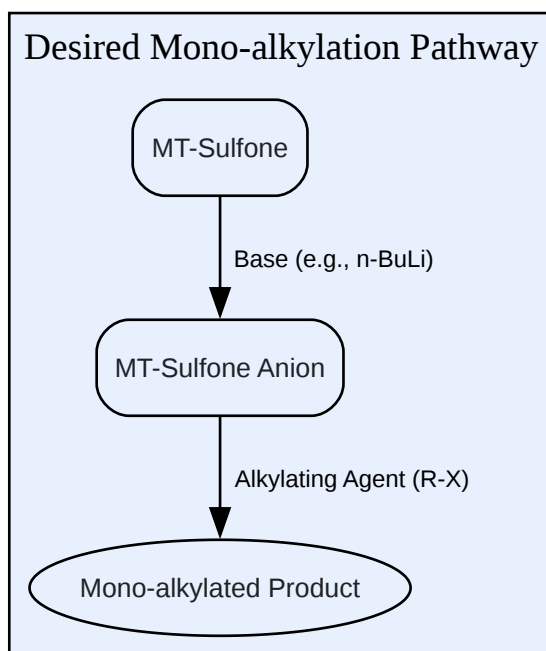 Desired Mono-alkylation Pathway
MT-Sulfone
Base (e.g., n-BuLi)
MT-Sulfone Anion
Alkylating Agent (R-X)
Mono-alkylated Product